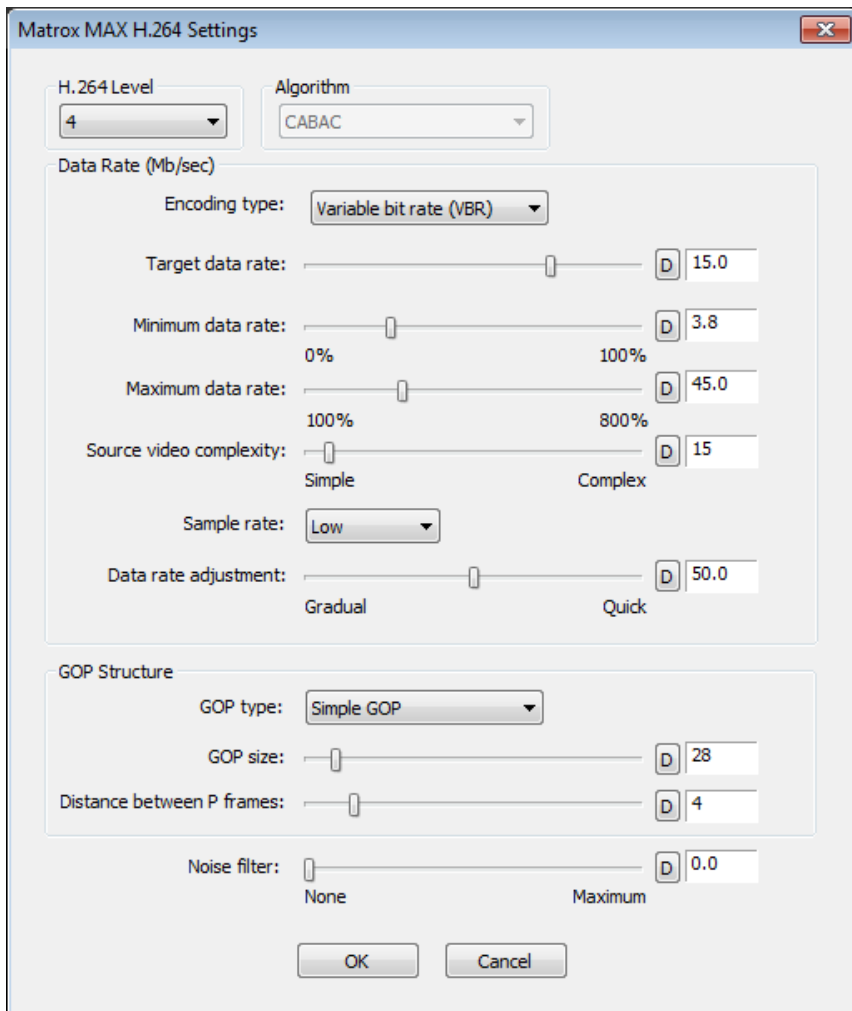 Matrox MAX H.264 Settings
H.264 Level
Algorithm
4
CABAC
Data Rate (Mb/sec)
Encoding type: Variable bit rate (VBR)
Target data rate: D 15.0
Minimum data rate: D 3.8
0% 100%
Maximum data rate: D 45.0
100% 800%
Source video complexity: D 15
Simple Complex
Sample rate: Low
Data rate adjustment: D 50.0
Gradual Quick
GOP Structure
GOP type: Simple GOP
GOP size: D 28
Distance between P frames: D 4
Noise filter: D 0.0
None Maximum
OK Cancel